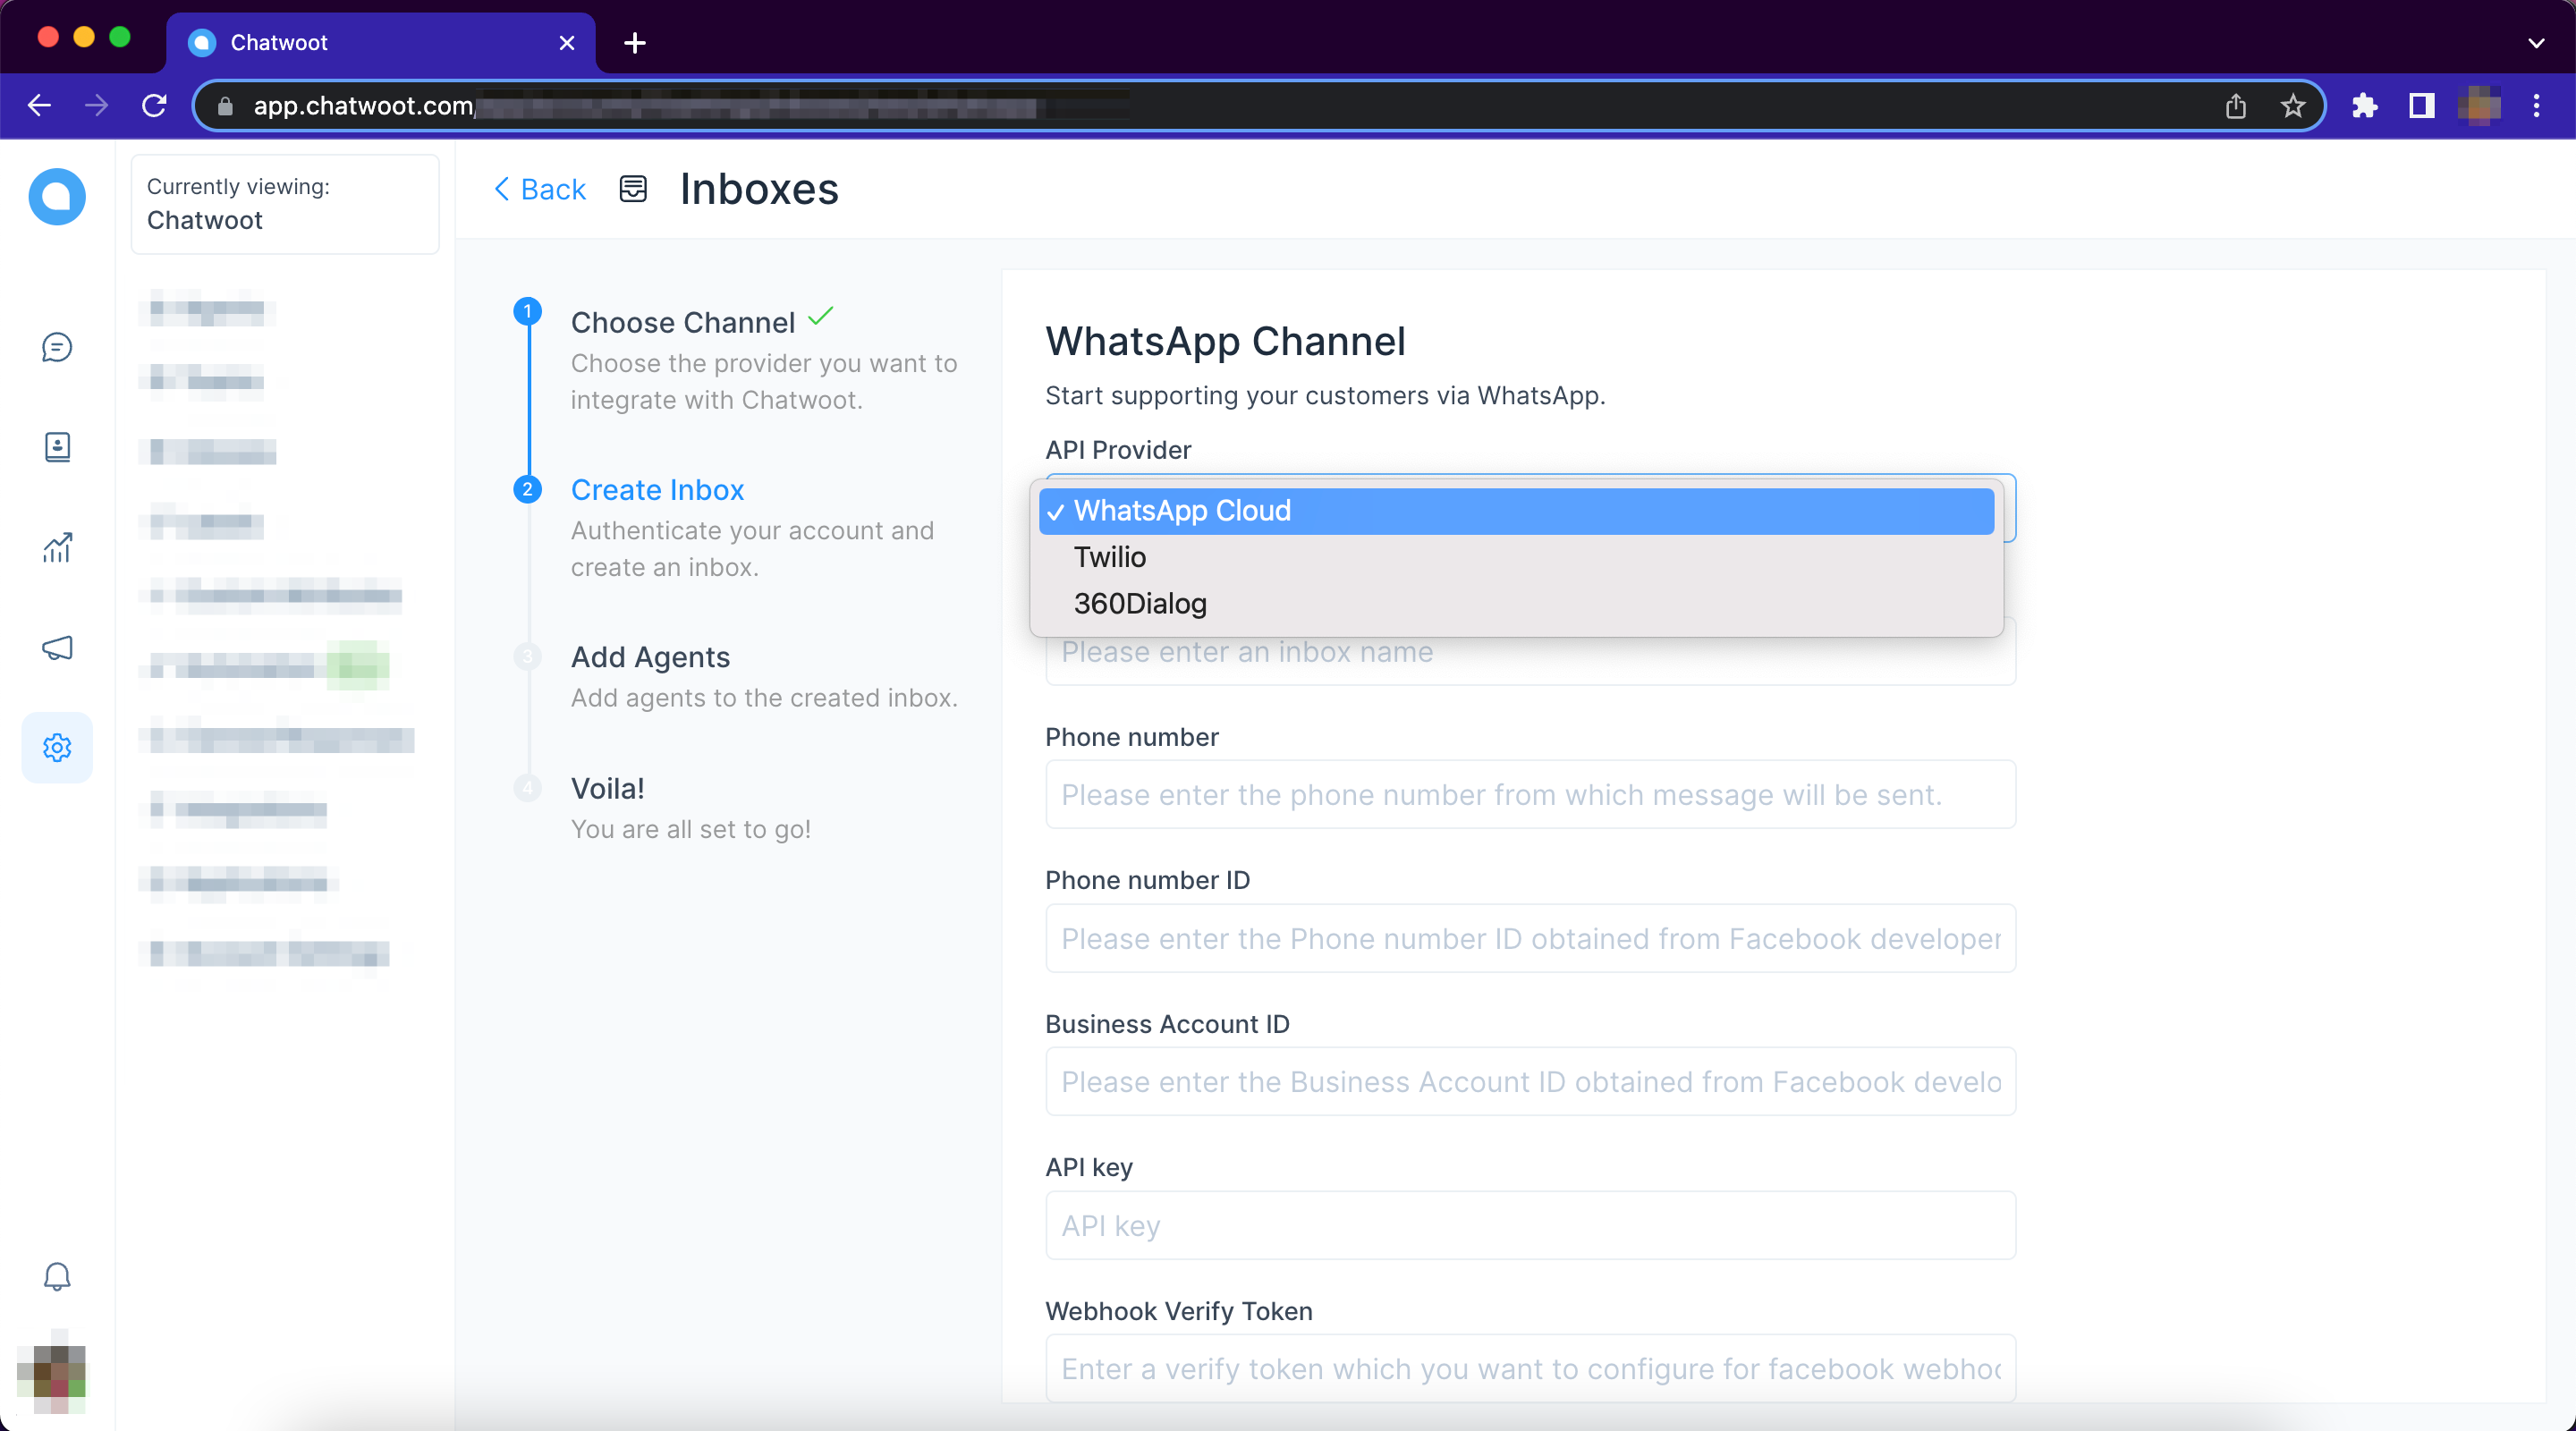 Chatwoot
app.chatwoot.com
Currently viewing:
Chatwoot
Back
Inboxes
1
Choose Channel
Choose the provider you want to
integrate with Chatwoot.
2
Create Inbox
Authenticate your account and
create an inbox.
3
Add Agents
Add agents to the created inbox.
4
Voila!
You are all set to go!
WhatsApp Channel
Start supporting your customers via WhatsApp.
API Provider
WhatsApp Cloud
Twilio
360Dialog
Please enter an inbox name
Phone number
Please enter the phone number from which message will be sent.
Phone number ID
Please enter the Phone number ID obtained from Facebook developer
Business Account ID
Please enter the Business Account ID obtained from Facebook develo
API key
API key
Webhook Verify Token
Enter a verify token which you want to configure for facebook webhoo